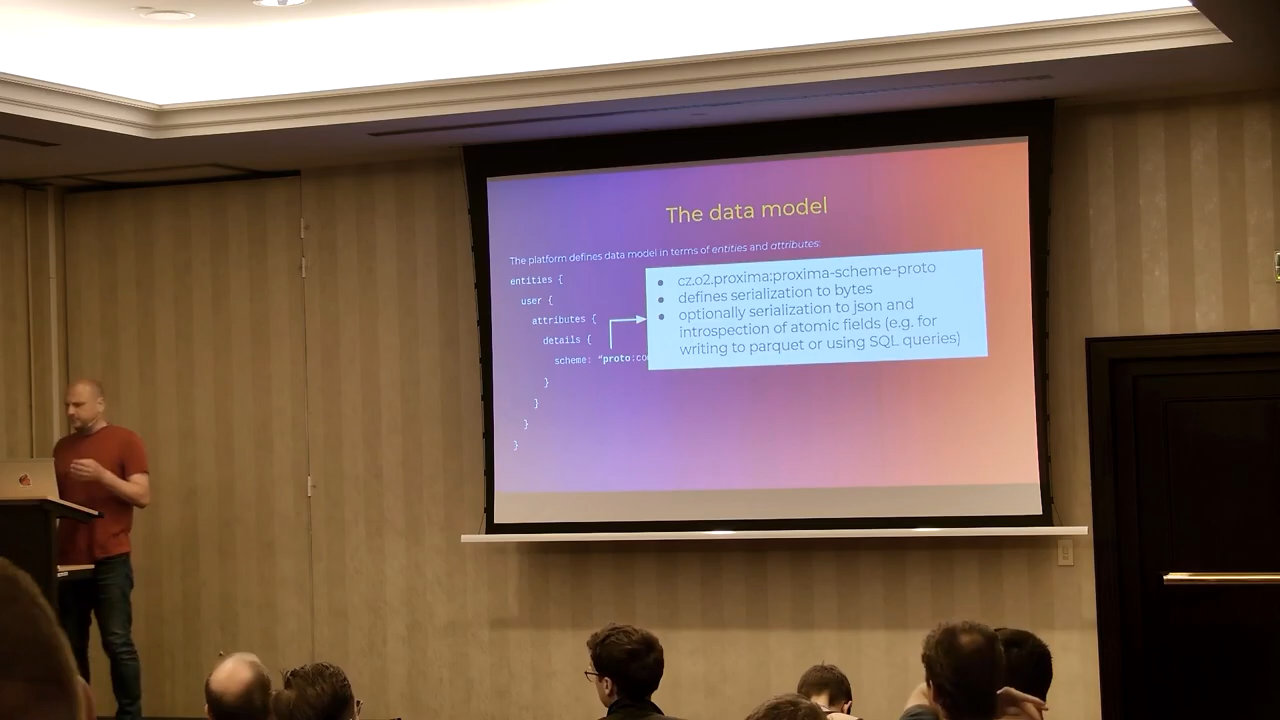 The data model
The platform defines data model in terms of entities and attributes:
entities {
user {
attributes {
details {
scheme: "proto:co
}
}
}
}
● cz.o2.proxima:proxima-scheme-proto
● defines serialization to bytes
● optionally serialization to json and
introspection of atomic fields (e.g. for
writing to parquet or using SQL queries)